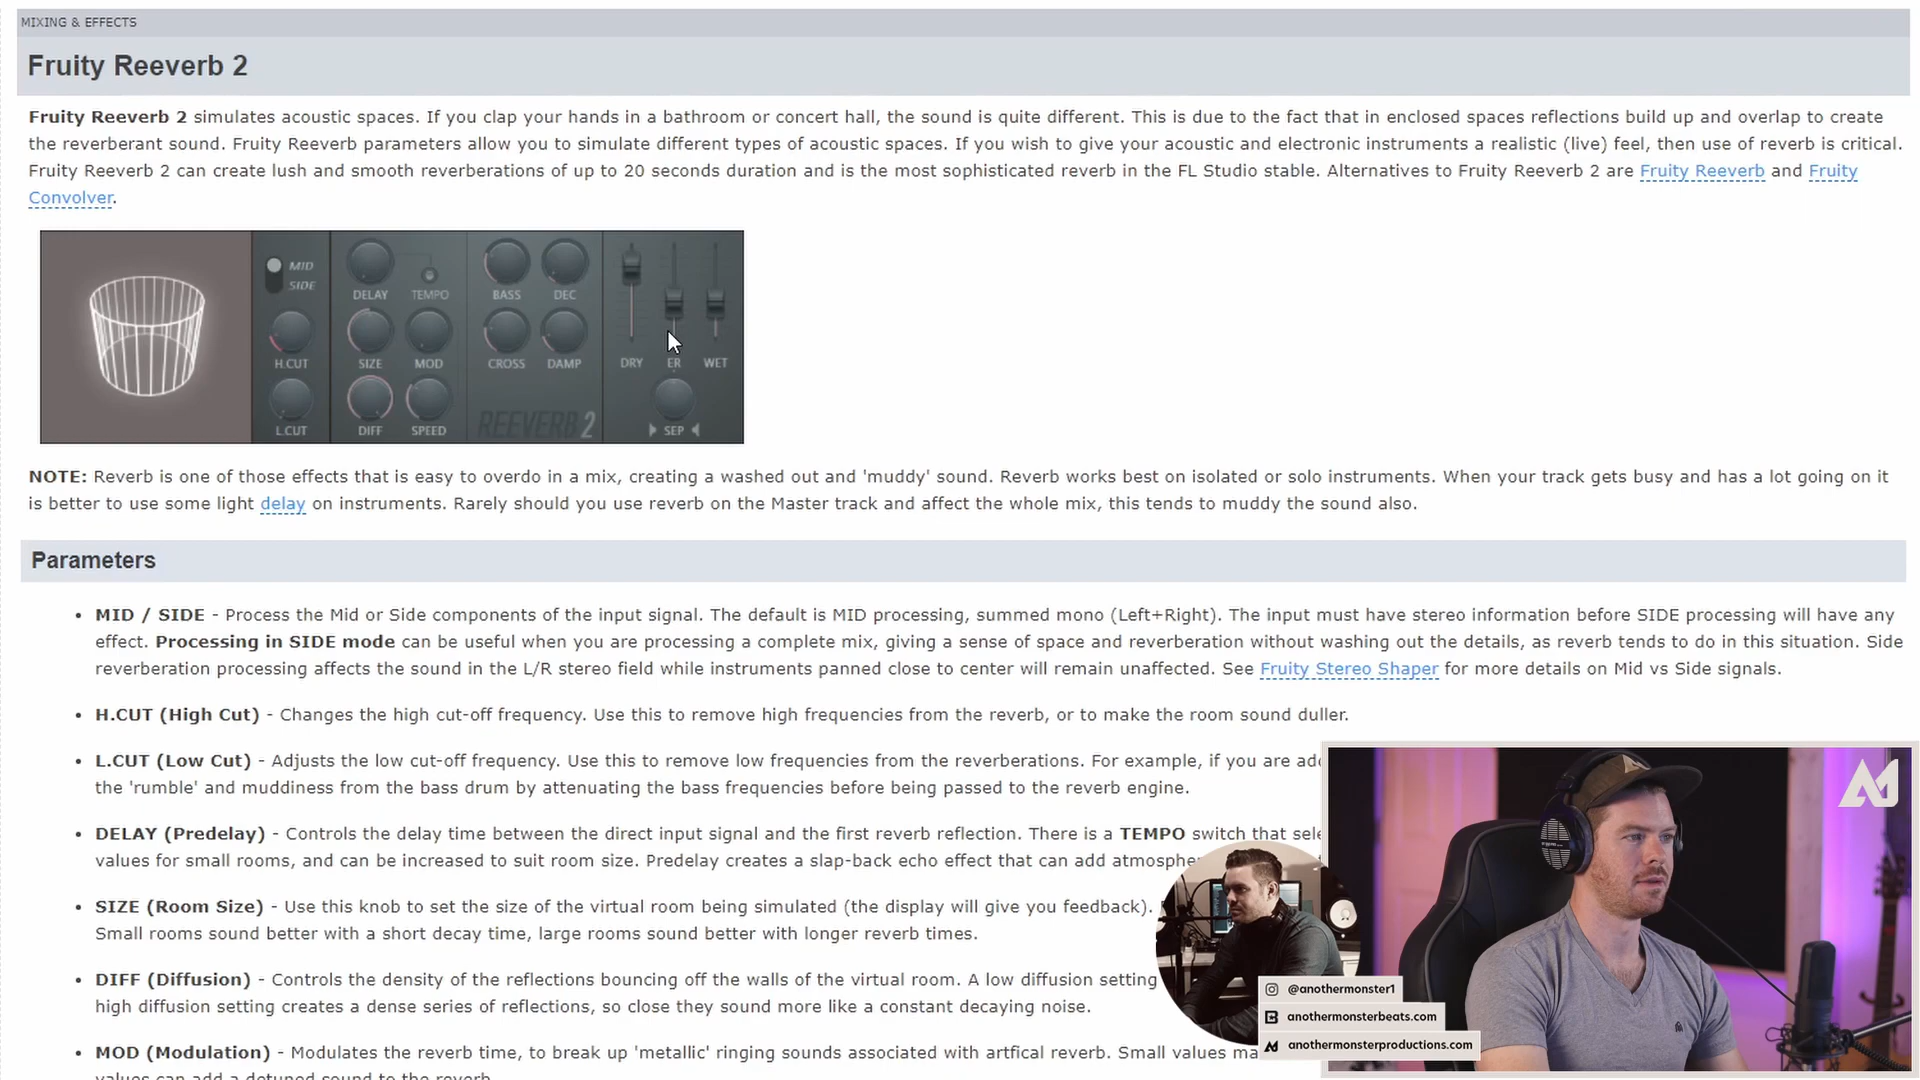 MIXING & EFFECTS
Fruity Reeverb 2
Fruity Reeverb 2 simulates acoustic spaces. If you clap your hands in a bathroom or concert hall, the sound is quite different. This is due to the fact that in enclosed spaces reflections build up and overlap to create
the reverberant sound. Fruity Reeverb parameters allow you to simulate different types of acoustic spaces. If you wish to give your acoustic and electronic instruments a realistic (live) feel, then use of reverb is critical.
Fruity Reeverb 2 can create lush and smooth reverberations of up to 20 seconds duration and is the most sophisticated reverb in the FL Studio stable. Alternatives to Fruity Reeverb 2 are Fruity Reeverb and Fruity
Convolver.
MID
SIDE
DELAY TEMPO BASS DEC
H.CUT SIZE MOD CROSS DAMP DRY ER WET
L.CUT DIFF SPEED REEVERB 2 SEP
NOTE: Reverb is one of those effects that is easy to overdo in a mix, creating a washed out and 'muddy' sound. Reverb works best on isolated or solo instruments. When your track gets busy and has a lot going on it
is better to use some light delay on instruments. Rarely should you use reverb on the Master track and affect the whole mix, this tends to muddy the sound also.
Parameters
• MID / SIDE - Process the Mid or Side components of the input signal. The default is MID processing, summed mono (Left+Right). The input must have stereo information before SIDE processing will have any
effect. Processing in SIDE mode can be useful when you are processing a complete mix, giving a sense of space and reverberation without washing out the details, as reverb tends to do in this situation. Side
reverberation processing affects the sound in the L/R stereo field while instruments panned close to center will remain unaffected. See Fruity Stereo Shaper for more details on Mid vs Side signals.
• H.CUT (High Cut) - Changes the high cut-off frequency. Use this to remove high frequencies from the reverb, or to make the room sound duller.
• L.CUT (Low Cut) - Adjusts the low cut-off frequency. Use this to remove low frequencies from the reverberations. For example, if you are
the 'rumble' and muddiness from the bass drum by attenuating the bass frequencies before being passed to the reverb engine.
• DELAY (Predelay) - Controls the delay time between the direct input signal and the first reverb reflection. There is a TEMPO switch that
values for small rooms, and can be increased to suit room size. Predelay creates a slap-back echo effect that can add
• SIZE (Room Size) - Use this knob to set the size of the virtual room being simulated (the display will give you feedback).
Small rooms sound better with a short decay time, large rooms sound better with longer reverb times.
• DIFF (Diffusion) - Controls the density of the reflections bouncing off the walls of the virtual room. A low diffusion setting
high diffusion setting creates a dense series of reflections, so close they sound more like a constant decaying noise.
• MOD (Modulation) - Modulates the reverb time, to break up 'metallic' ringing sounds associated with artfical reverb. Small values
values can add a detuned sound to the reverb.
@anothermonster1
anothermonsterbeats.com
anothermonsterproductions.com